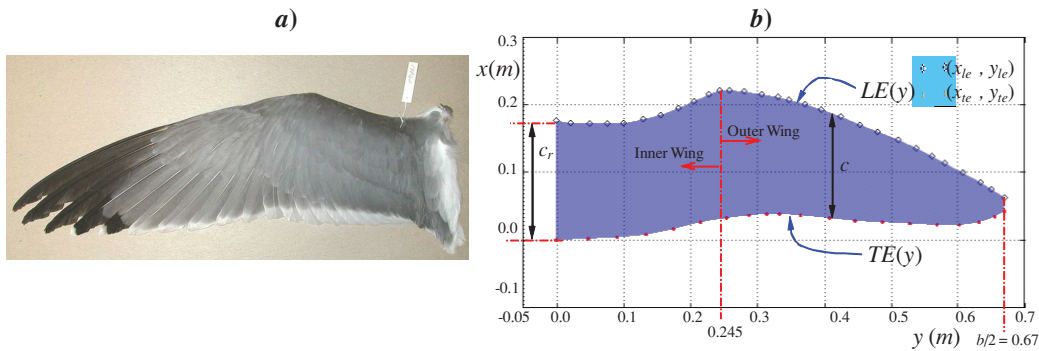 a)
b)
0.3
x(m)
0.2
0.1
0.0
-0.1
-0.05
0.0
0.1
0.2
0.3
0.4
0.5
0.6
0.7
0.245
y (m)
b/2 = 0.67
LE(y)
(x_le , y_le)
(x_te , y_te)
Outer Wing
Inner Wing
c_r
c
TE(y)